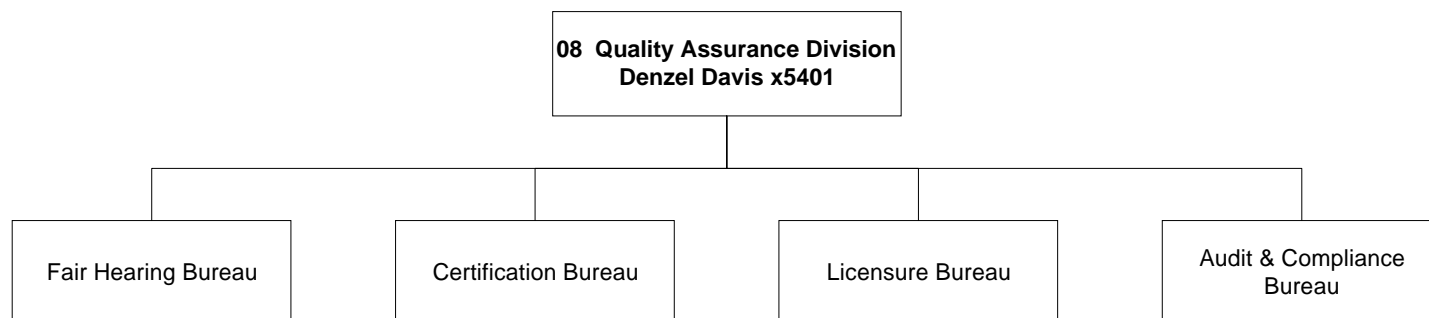 08 Quality Assurance Division
Denzel Davis x5401
Fair Hearing Bureau
Certification Bureau
Licensure Bureau
Audit & Compliance
Bureau